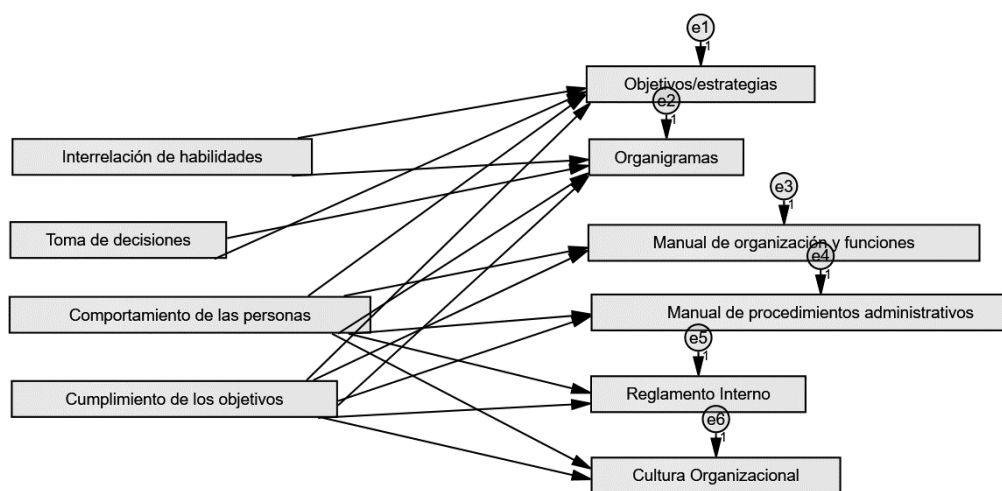 e1
1
Objetivos/estrategias
e2
1
Interrelación de habilidades
Organigramas
e3
1
Toma de decisiones
Manual de organización y funciones
e4
1
Comportamiento de las personas
Manual de procedimientos administrativos
e5
1
Cumplimiento de los objetivos
Reglamento Interno
e6
1
Cultura Organizacional